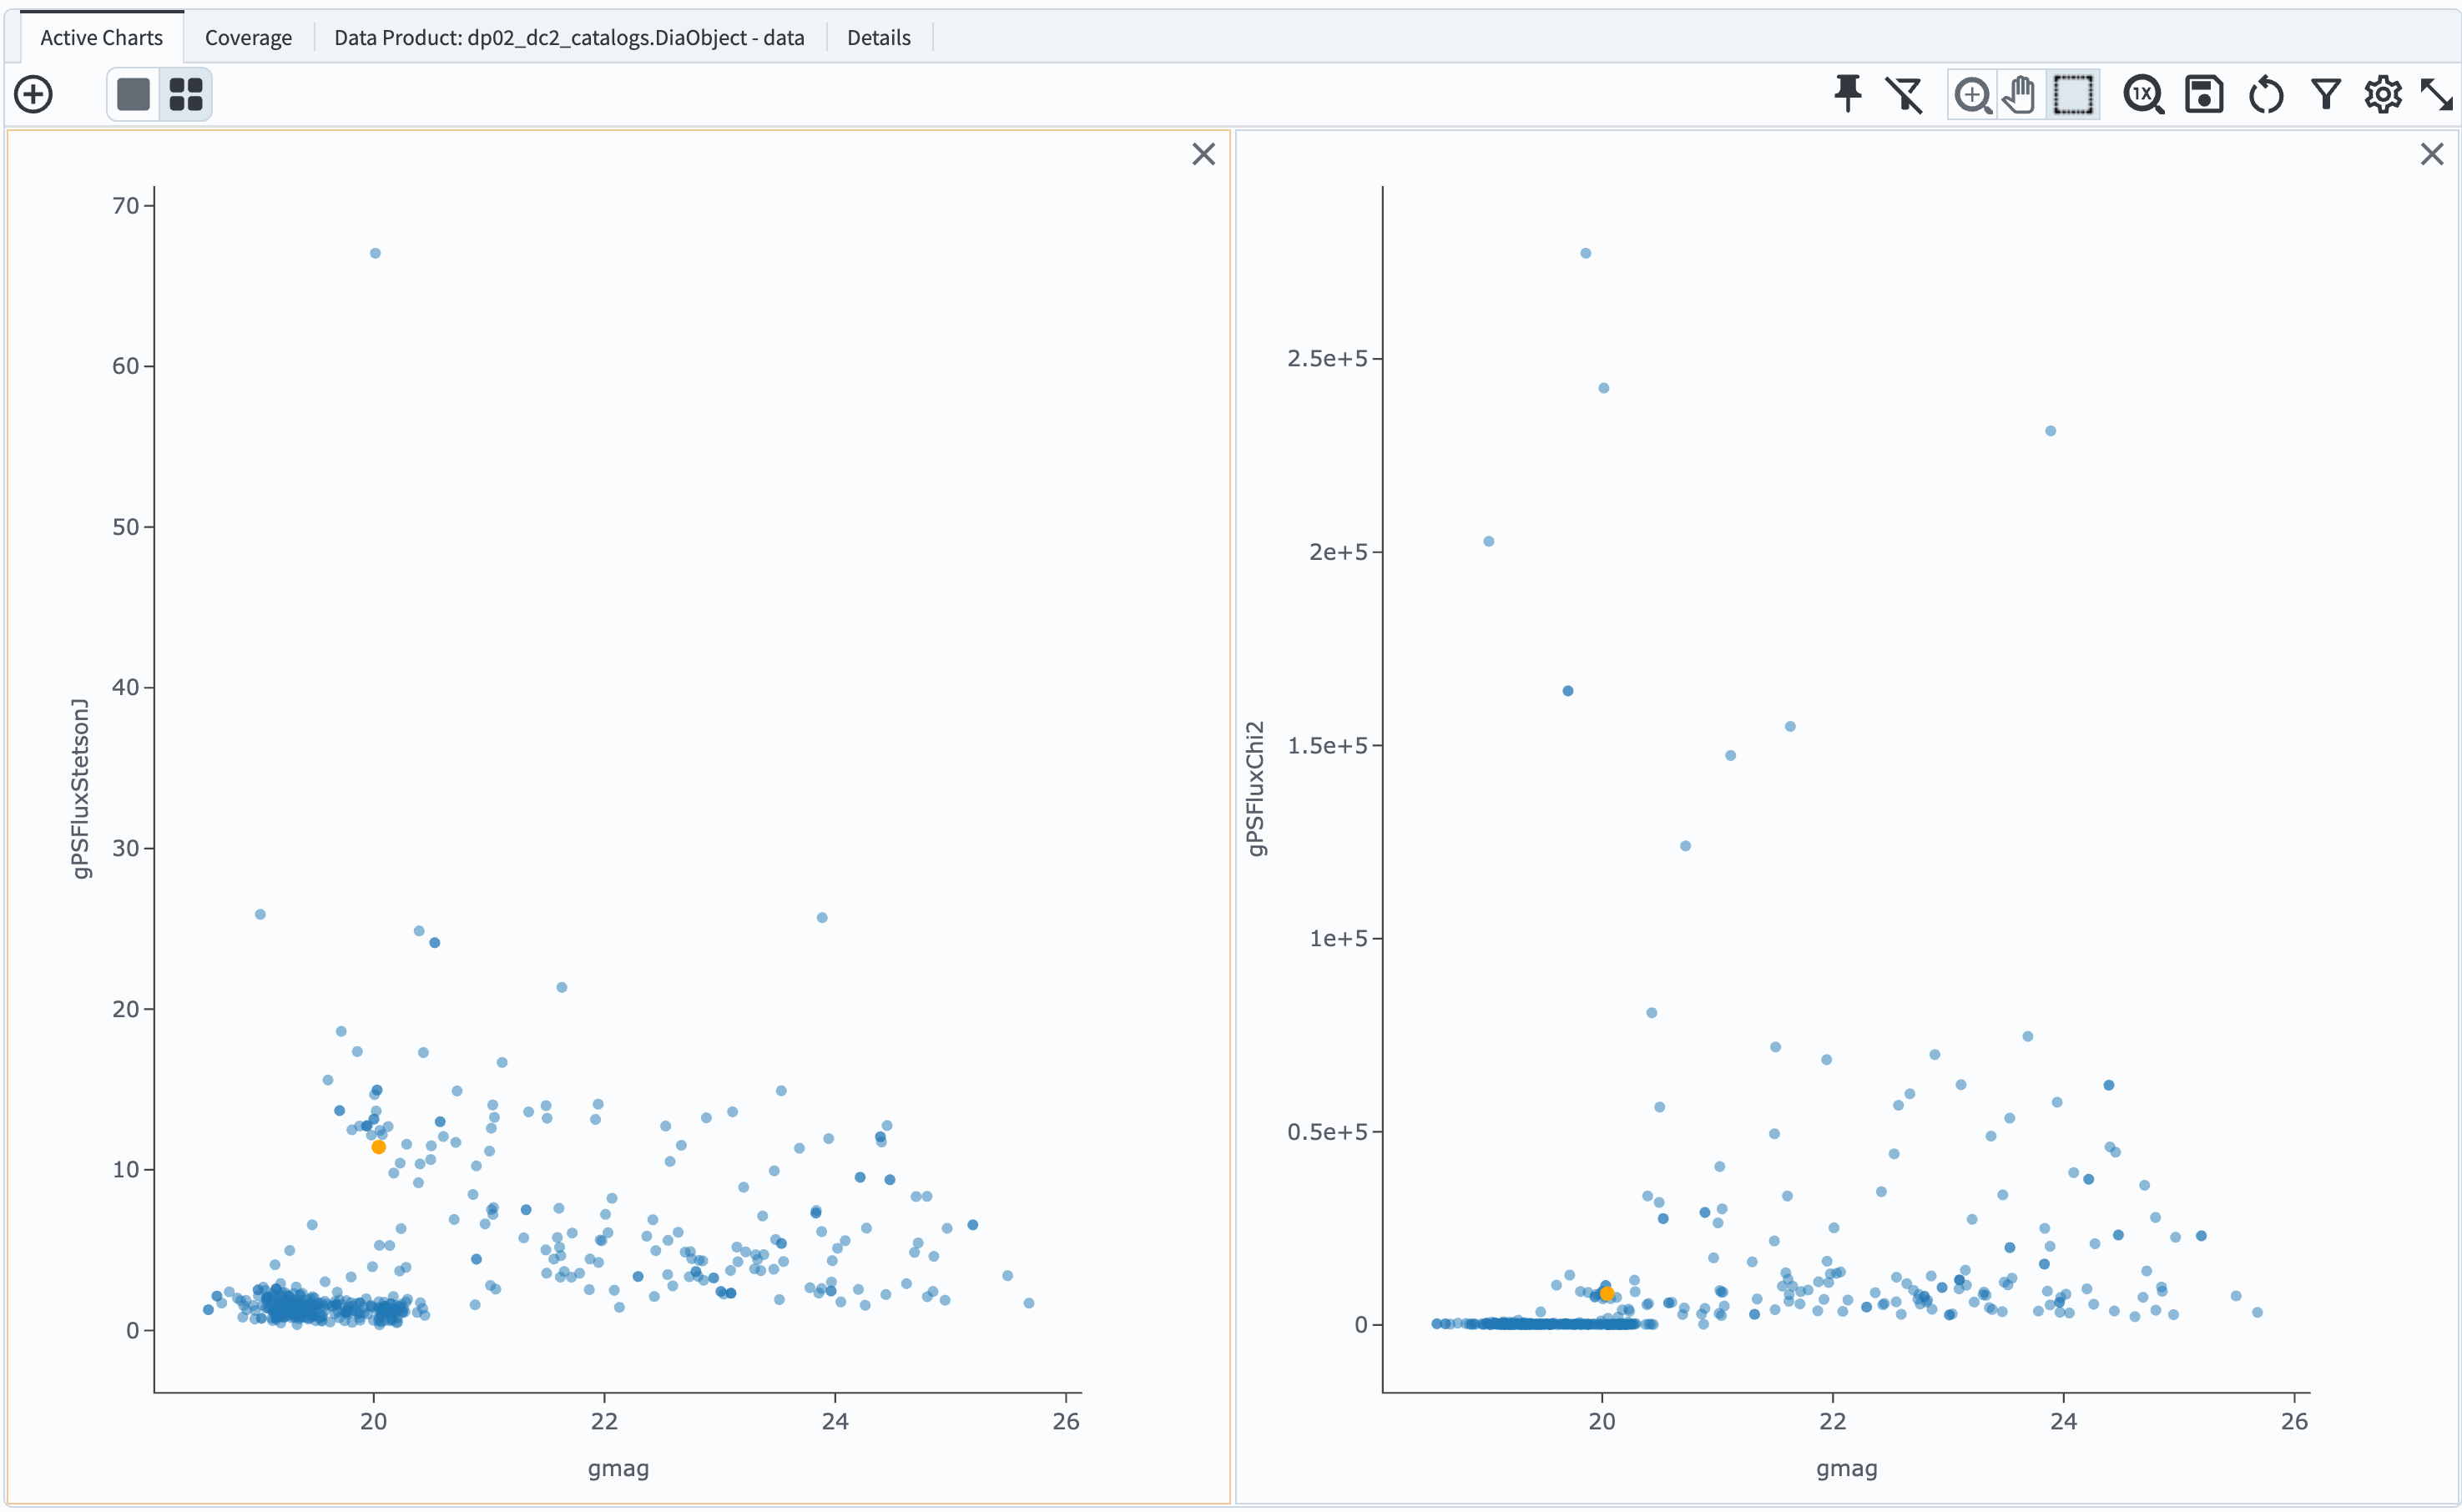 Active Charts
Coverage
Data Product: dp02_dc2_catalogs.DiaObject - data
Details
1X
70
60
50
40
30
20
10
0
gPSFluxStetsonJ
20
22
24
26
gmag
2.5e+5
2e+5
1.5e+5
1e+5
0.5e+5
0
gPSFluxChi2
20
22
24
26
gmag